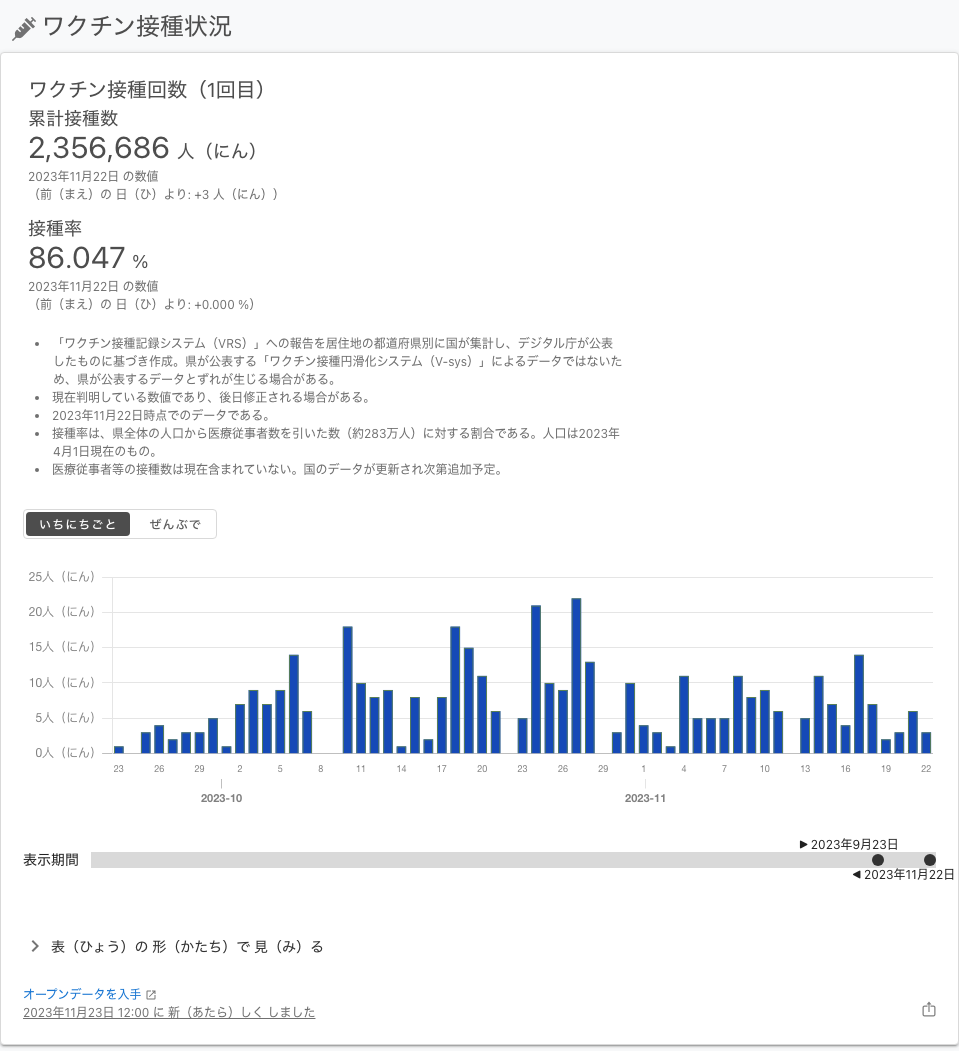 ワクチン接種状況
ワクチン接種回数（1回目）
累計接種数
2,356,686 人（にん）
2023年11月22日 の数値
（前（まえ）の 日（ひ）より: +3 人（にん））
接種率
86.047 %
2023年11月22日 の数値
（前（まえ）の 日（ひ）より: +0.000 %）
• 「ワクチン接種記録システム（VRS）」への報告を居住地の都道府県別に国が集計し、デジタル庁が公表
したものに基づき作成。県が公表する「ワクチン接種円滑化システム（V-sys）」によるデータではないた
め、県が公表するデータとずれが生じる場合がある。
• 現在判明している数値であり、後日修正される場合がある。
• 2023年11月22日時点でのデータである。
• 接種率は、県全体の人口から医療従事者数を引いた数（約283万人）に対する割合である。人口は2023年
4月1日現在のもの。
• 医療従事者等の接種数は現在含まれていない。国のデータが更新され次第追加予定。
いちにちごと ぜんぶで
25人（にん）
20人（にん）
15人（にん）
10人（にん）
5人（にん）
0人（にん）
23 26 29 2 5 8 11 14 17 20 23 26 29 1 4 7 10 13 16 19 22
2023-10 2023-11
▶ 2023年9月23日
表示期間
◀ 2023年11月22日
表（ひょう）の 形（かたち）で 見（み）る
オープンデータを入手
2023年11月23日 12:00 に 新（あたら）しく しました